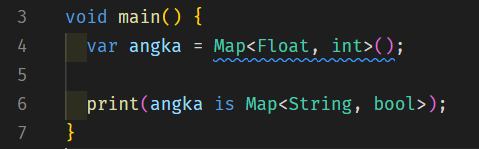 3 void main() {
4 var angka = Map<Float, int>();
5
6 print(angka is Map<String, bool>);
7 }